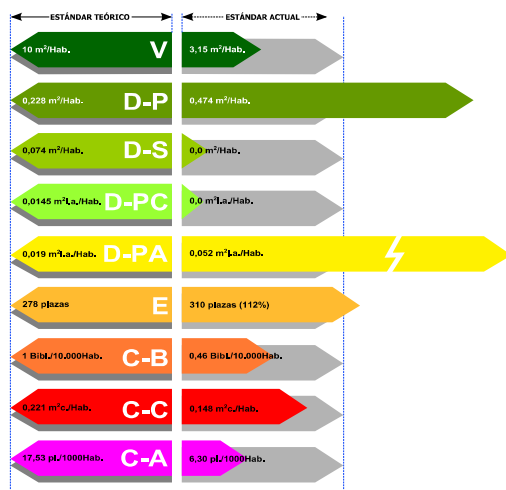 ESTÁNDAR TEÓRICO ESTÁNDAR ACTUAL
10 m²/Hab. V 3,15 m²/Hab.
0,228 m²/Hab. D-P 0,474 m²/Hab.
0,074 m²/Hab. D-S 0,0 m²/Hab.
0,0145 m²l.a./Hab. D-PC 0,0 m²l.a./Hab.
0,019 m²l.a./Hab. D-PA 0,052 m²l.a./Hab.
278 plazas E 310 plazas (112%)
1 Bibl./10.000Hab. C-B 0,46 Bibl./10.000Hab.
0,221 m²c./Hab. C-C 0,148 m²c./Hab.
17,53 pl./1000Hab. C-A 6,30 pl./1000Hab.